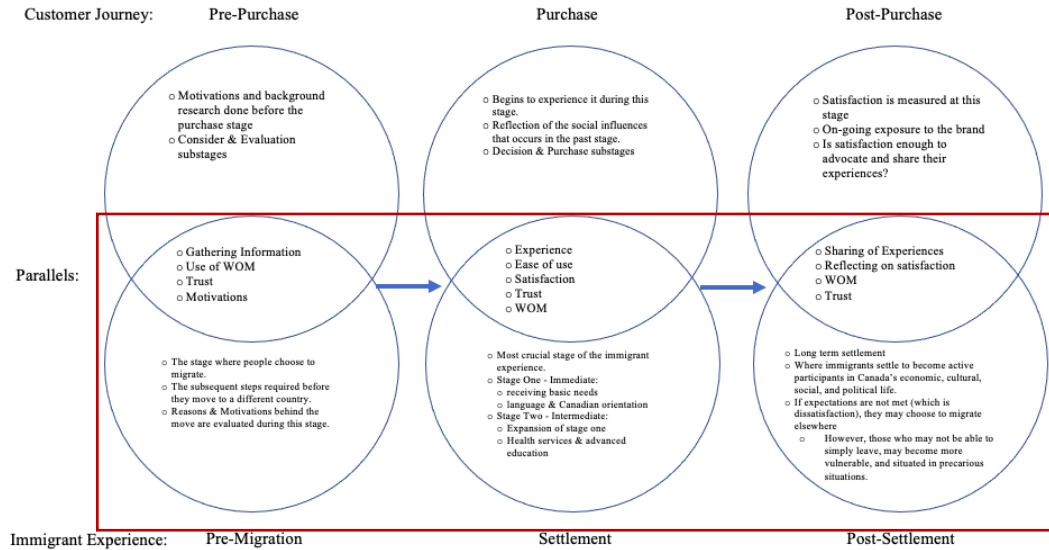 Customer Journey: Pre-Purchase Purchase Post-Purchase
o Motivations and background
research done before the
purchase stage
o Consider & Evaluation
substages
o Begins to experience it during this
stage.
o Reflection of the social influences
that occurs in the past stage.
o Decision & Purchase substages
o Satisfaction is measured at this
stage
o On-going exposure to the brand
o Is satisfaction enough to
advocate and share their
experiences?
Parallels:
o Gathering Information
o Use of WOM
o Trust
o Motivations
o Experience
o Ease of use
o Satisfaction
o Trust
o WOM
o Sharing of Experiences
o Reflecting on satisfaction
o WOM
o Trust
o The stage where people choose to
migrate.
o The subsequent steps required before
they move to a different country.
o Reasons & Motivations behind the
move are evaluated during this stage.
o Most crucial stage of the immigrant
experience.
o Stage One - Immediate:
o receiving basic needs
o language & Canadian orientation
o Stage Two - Intermediate:
o Expansion of stage one
o Health services & advanced
education
o Long term settlement
o Where immigrants settle to become active
participants in Canada's economic, cultural,
social, and political life.
o If expectations are not met (which is
dissatisfaction), they may choose to migrate
elsewhere
o However, those who may not be able to
simply leave, may become more
vulnerable, and situated in precarious
situations.
Immigrant Experience: Pre-Migration Settlement Post-Settlement